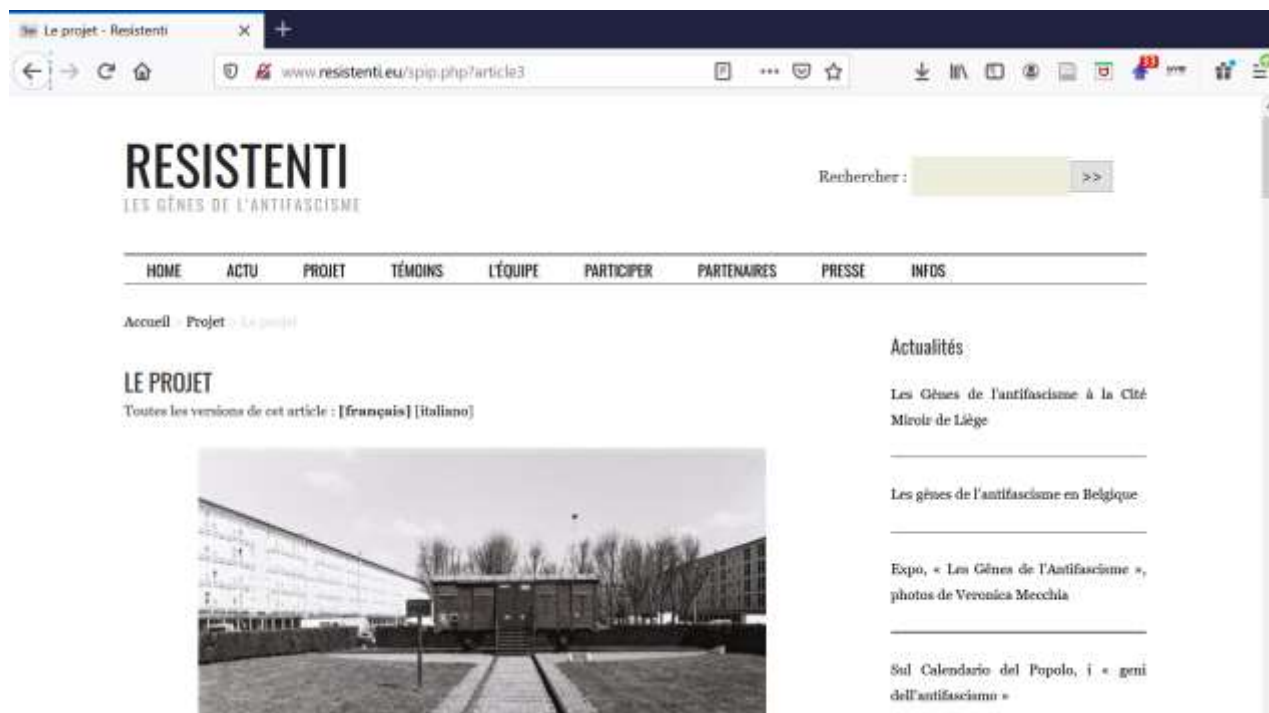 Le projet - Resistenti
www.resistenti.eu/spip.php?article3
RESISTENTI
LES GÊNES DE L'ANTIFASCISME
Rechercher :
>>
HOME ACTU PROJET TÉMOINS L'ÉQUIPE PARTICIPER PARTENAIRES PRESSE INFOS
Accueil > Projet > Le projet
LE PROJET
Toutes les versions de cet article : [français] [italiano]
Actualités
Les Gênes de l'antifascisme à la Cité
Miroir de Liège
Les gênes de l'antifascisme en Belgique
Expo, « Les Gênes de l'Antifascisme »,
photos de Veronica Mecchia
Sul Calendario del Popolo, i « geni
dell'antifascismo »